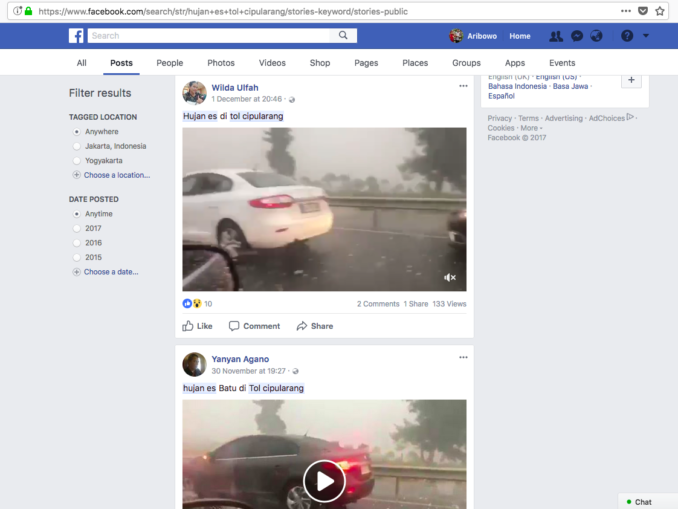 https://www.facebook.com/search/str/hujan+es+tol+cipularang/stories-keyword/stories-public
Search
Aribowo
Home
All
Posts
People
Photos
Videos
Shop
Pages
Places
Groups
Apps
Events
Filter results
TAGGED LOCATION
Anywhere
Jakarta, Indonesia
Yogyakarta
Choose a location...
DATE POSTED
Anytime
2017
2016
2015
Choose a date...
Wilda Ulfah
1 December at 20:46 ·
Hujan es di tol cipularang
10
2 Comments 1 Share 133 Views
Like
Comment
Share
Yanyan Agano
30 November at 19:27 ·
hujan es Batu di Tol cipularang
English (UK) · English (US) ·
Bahasa Indonesia · Basa Jawa ·
Español
Privacy · Terms · Advertising · AdChoices ·
Cookies · More
Facebook © 2017
Chat